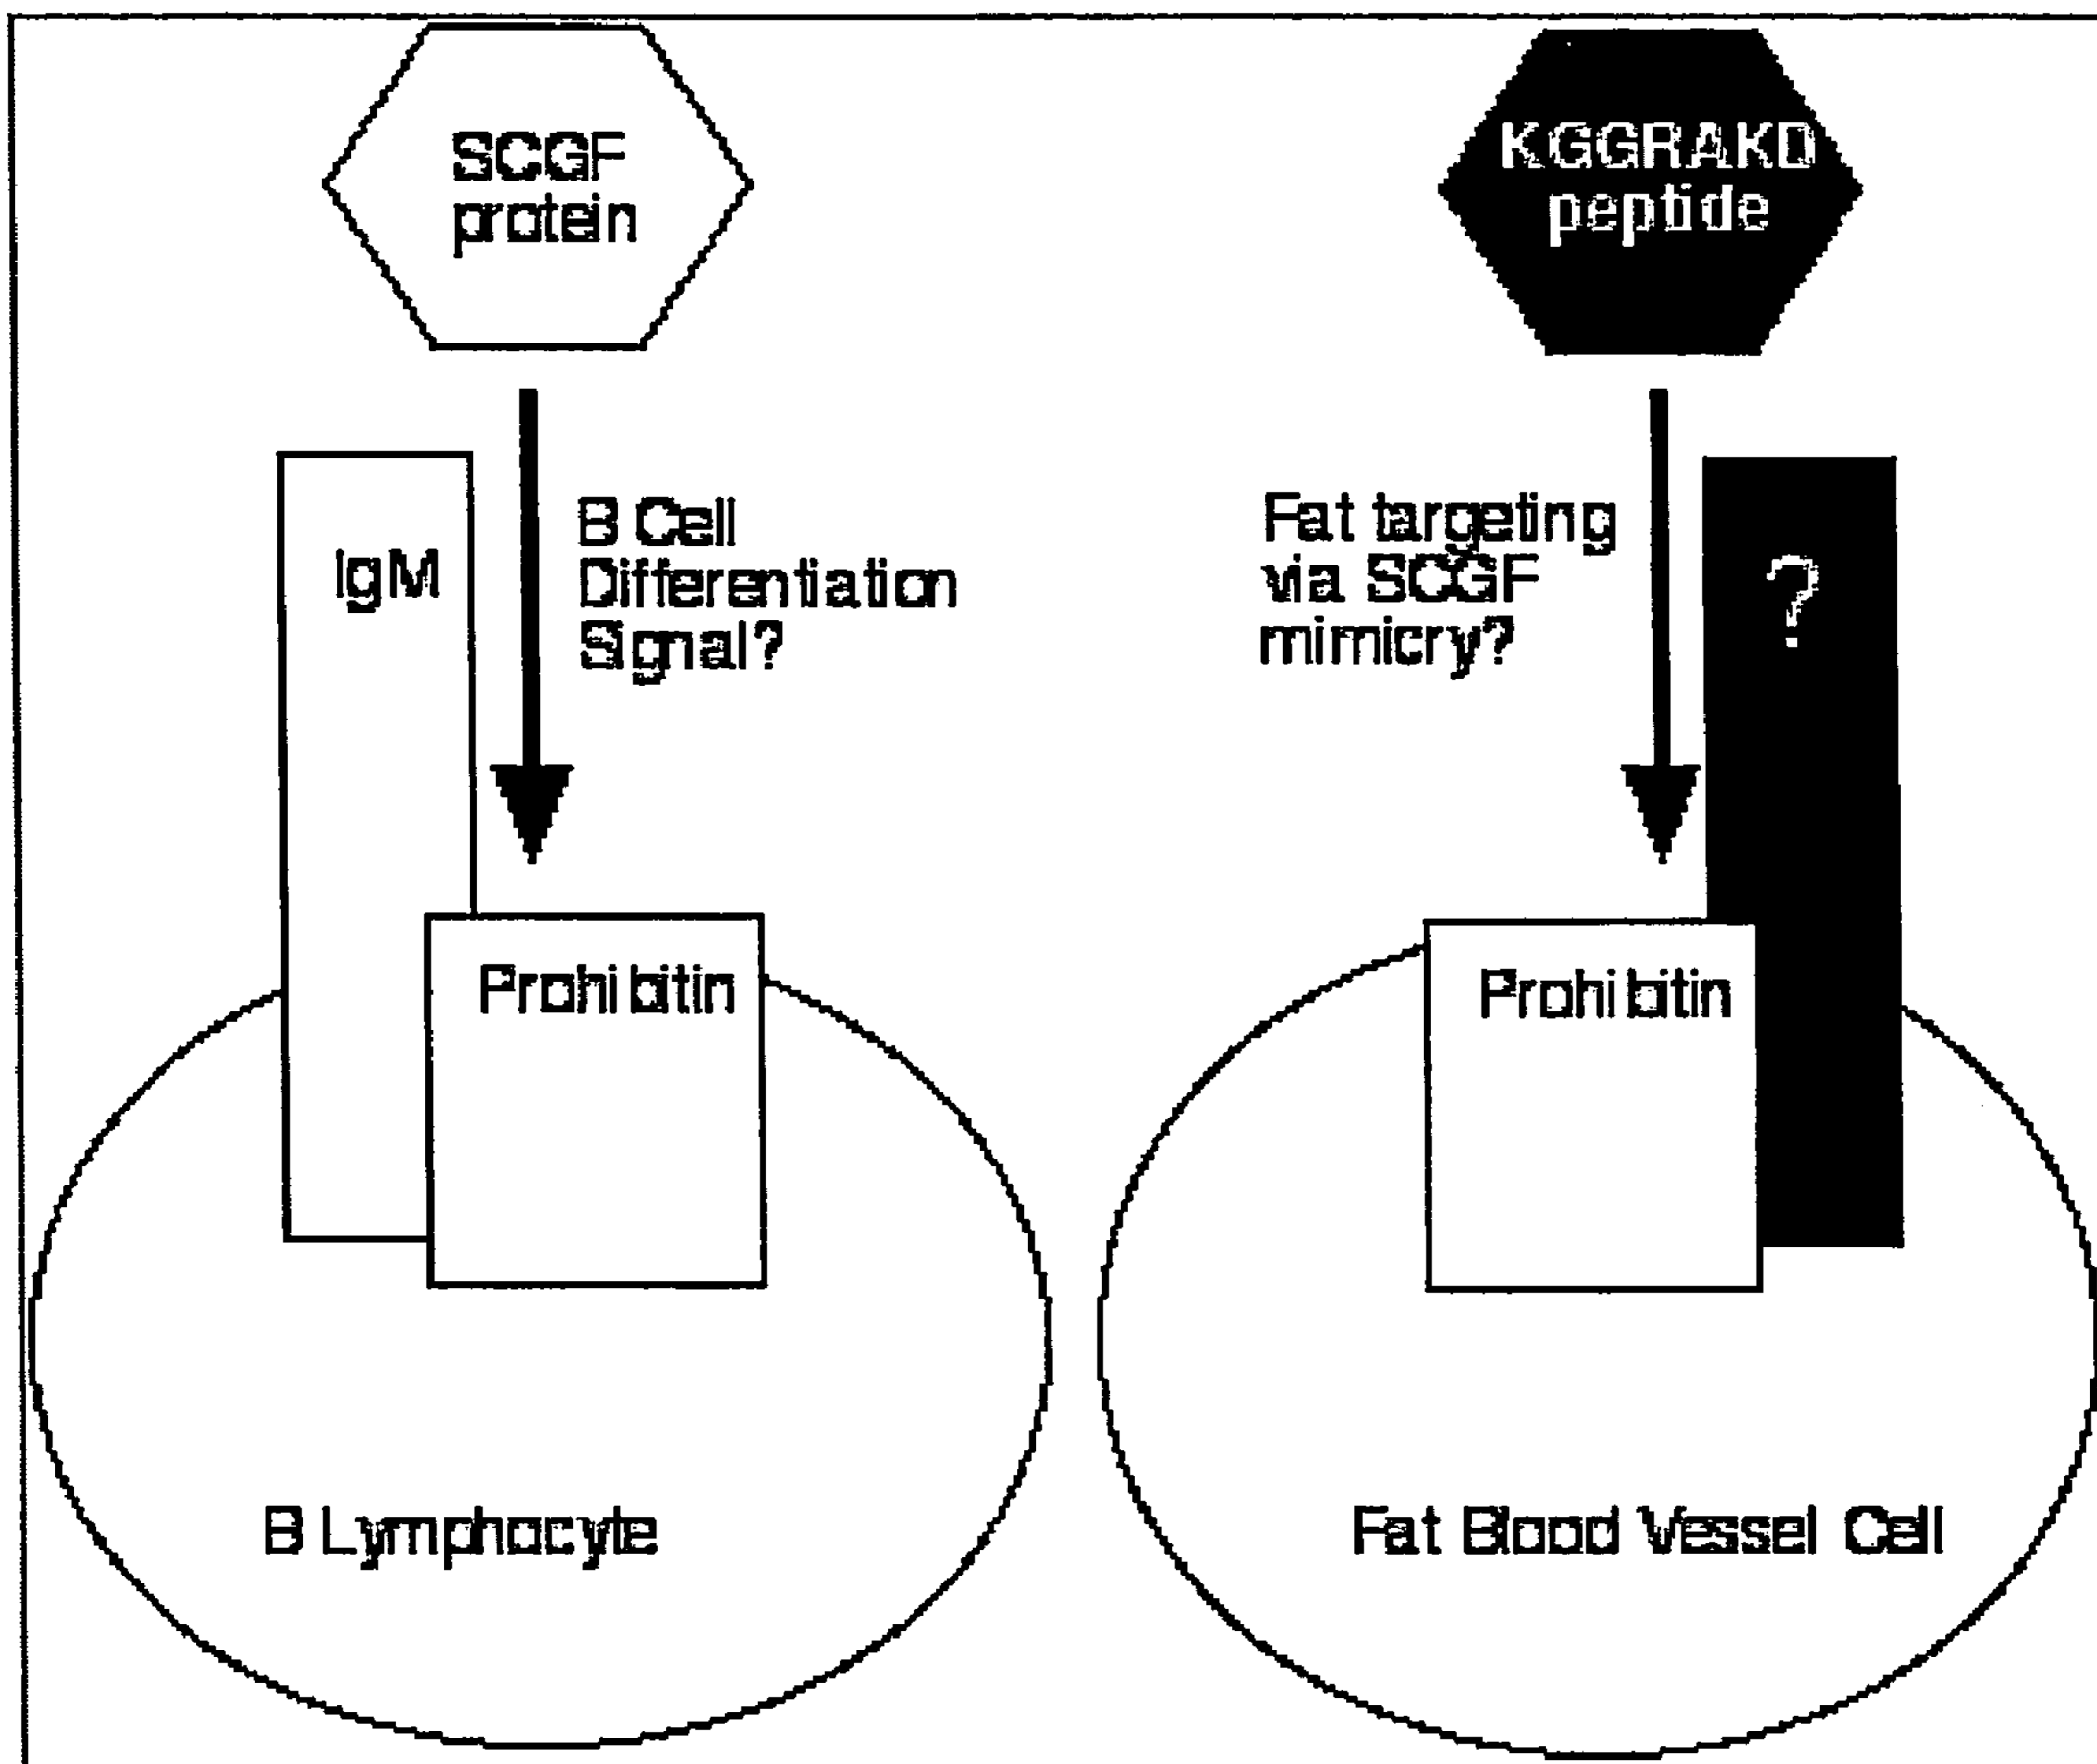 SCGF
protein
KGGRAKD
peptide
IgM
B Cell
Differentiation
Signal?
Fat targeting
via SCGF
mimicry?
?
Prohibitin
Prohibitin
B Lymphocyte
Fat Blood Vessel Cell